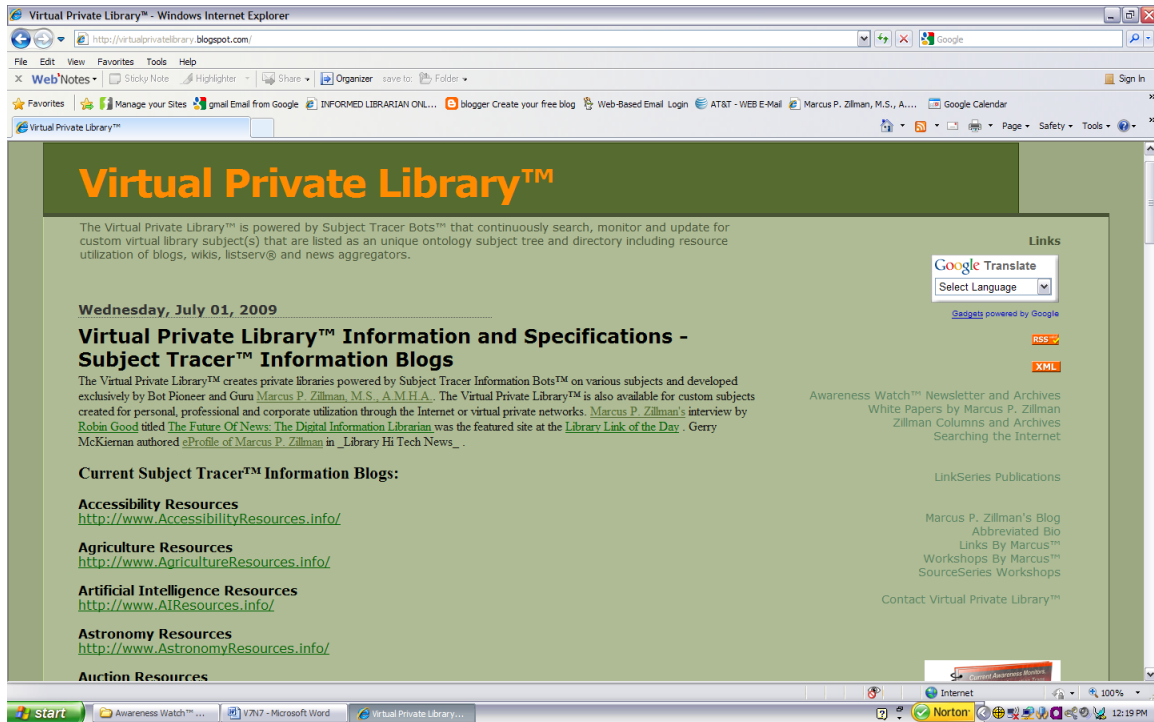 Virtual Private Library™ - Windows Internet Explorer
http://virtualprivatelibrary.blogspot.com/
Google
File Edit View Favorites Tools Help
X Web'Notes Sticky Note Highlighter Share Organizer save to: Folder Sign In
Favorites Manage your Sites gmail Email from Google INFORMED LIBRARIAN ONL... blogger Create your free blog Web-Based Email Login AT&T - WEB E-Mail Marcus P. Zillman, M.S., A.... Google Calendar
Virtual Private Library™
Page Safety Tools
Virtual Private Library™
The Virtual Private Library™ is powered by Subject Tracer Bots™ that continuously search, monitor and update for
custom virtual library subject(s) that are listed as an unique ontology subject tree and directory including resource
utilization of blogs, wikis, listserv® and news aggregators.
Wednesday, July 01, 2009
Virtual Private Library™ Information and Specifications -
Subject Tracer™ Information Blogs
The Virtual Private Library™ creates private libraries powered by Subject Tracer Information Bots™ on various subjects and developed
exclusively by Bot Pioneer and Guru Marcus P. Zillman, M.S., A.M.H.A.. The Virtual Private Library™ is also available for custom subjects
created for personal, professional and corporate utilization through the Internet or virtual private networks. Marcus P. Zillman's interview by
Robin Good titled The Future Of News: The Digital Information Librarian was the featured site at the Library Link of the Day . Gerry
McKiernan authored eProfile of Marcus P. Zillman in _Library Hi Tech News_ .
Current Subject Tracer™ Information Blogs:
Accessibility Resources
http://www.AccessibilityResources.info/
Agriculture Resources
http://www.AgricultureResources.info/
Artificial Intelligence Resources
http://www.AIResources.info/
Astronomy Resources
http://www.AstronomyResources.info/
Auction Resources
Links
Google Translate
Select Language
Gadgets powered by Google
RSS
XML
Awareness Watch™ Newsletter and Archives
White Papers by Marcus P. Zillman
Zillman Columns and Archives
Searching the Internet
LinkSeries Publications
Marcus P. Zillman's Blog
Abbreviated Bio
Links By Marcus™
Workshops By Marcus™
SourceSeries Workshops
Contact Virtual Private Library™
Current Awareness Monitors
Internet 100%
start Awareness Watch™ ... V7N7 - Microsoft Word Virtual Private Library... Norton 12:19 PM